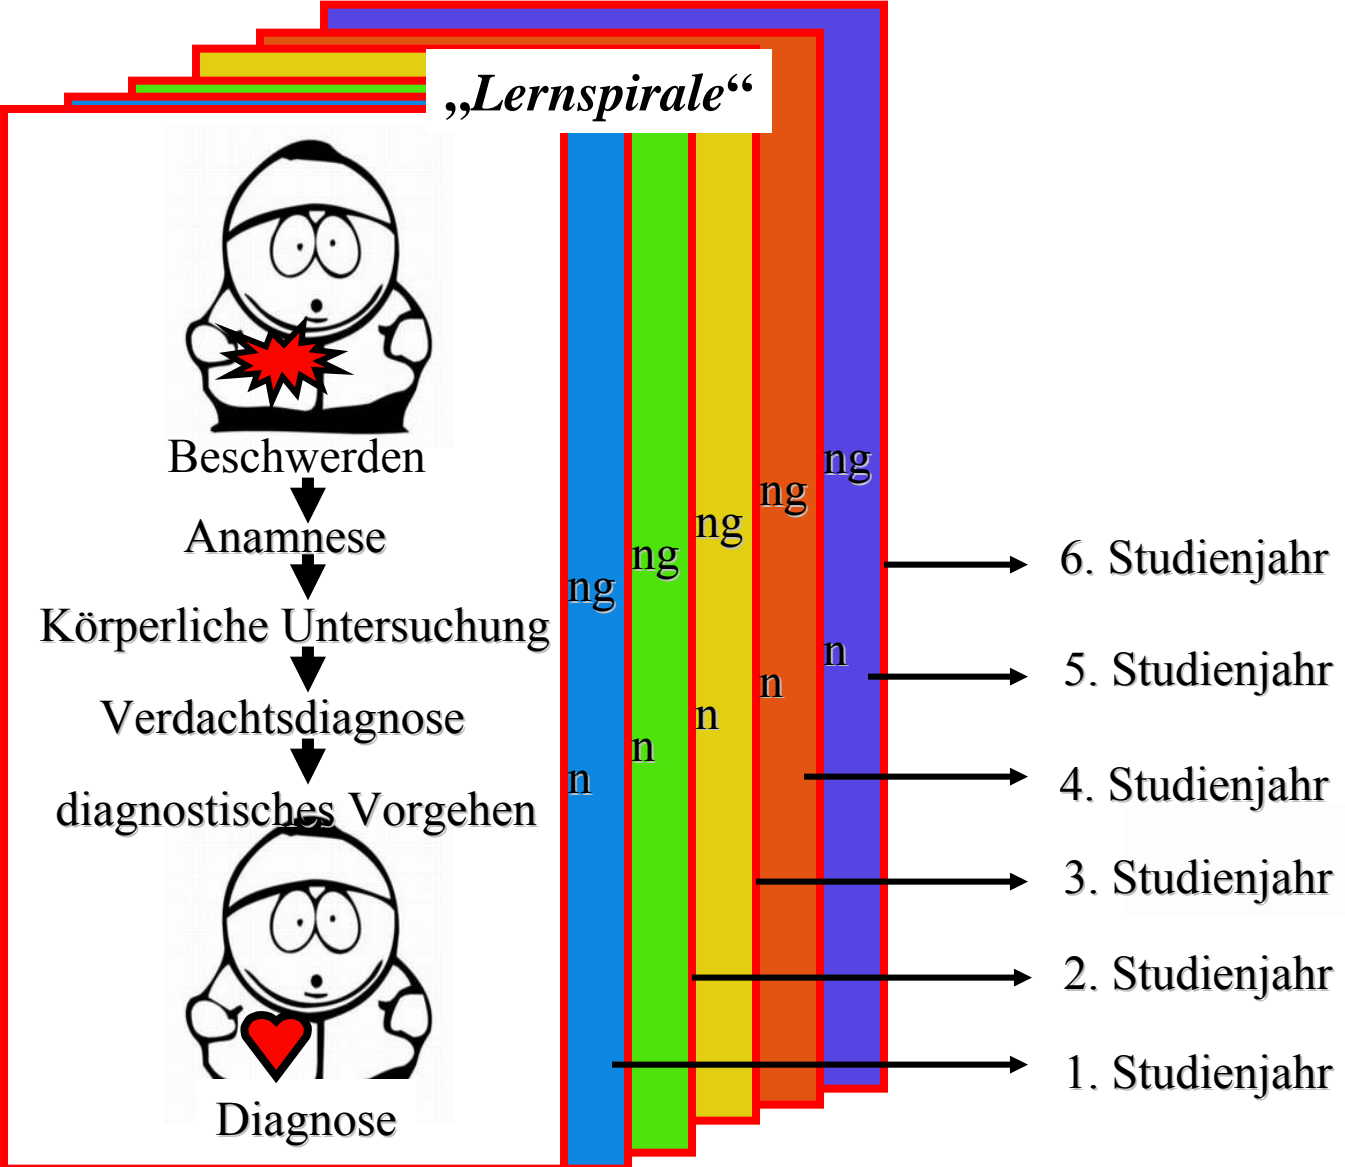 „Lernspirale“
Beschwerden
Anamnese
Körperliche Untersuchung
Verdachtsdiagnose
diagnostisches Vorgehen
Diagnose
ng
n
ng
n
ng
n
ng
n
ng
n
6. Studienjahr
5. Studienjahr
4. Studienjahr
3. Studienjahr
2. Studienjahr
1. Studienjahr